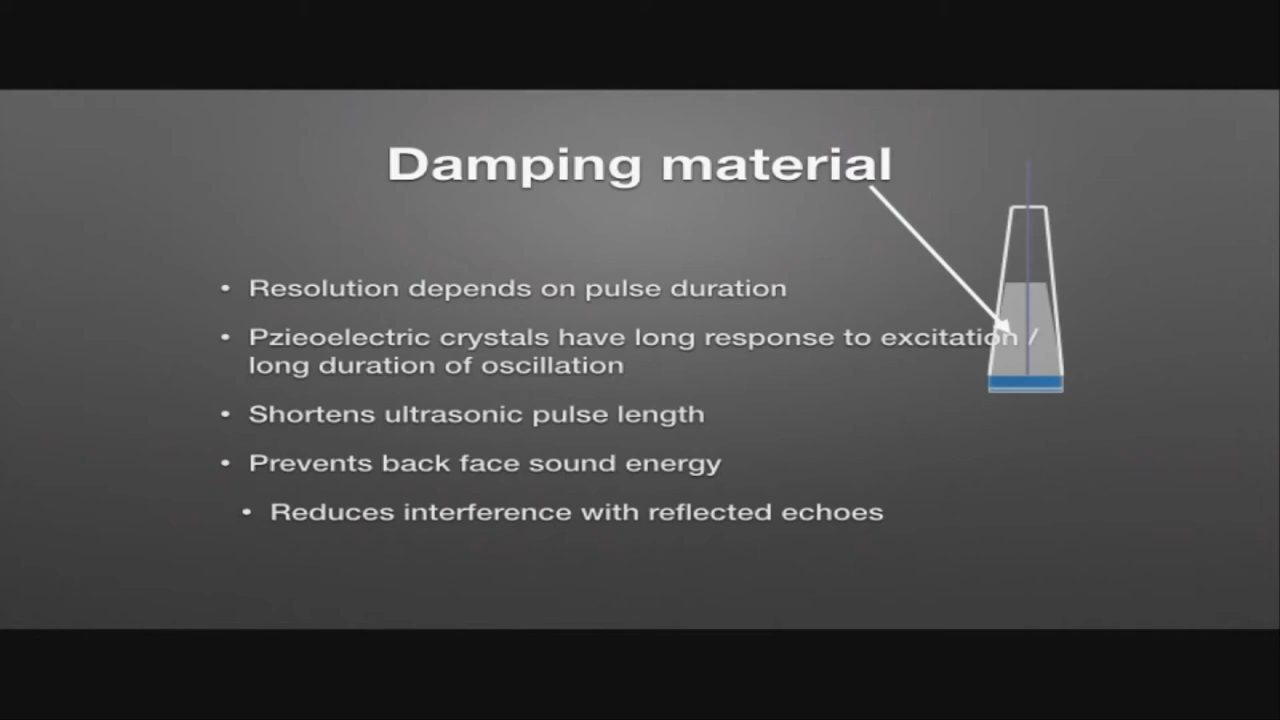 Damping material
• Resolution depends on pulse duration
• Pzieoelectric crystals have long response to excitation /
long duration of oscillation
• Shortens ultrasonic pulse length
• Prevents back face sound energy
• Reduces interference with reflected echoes